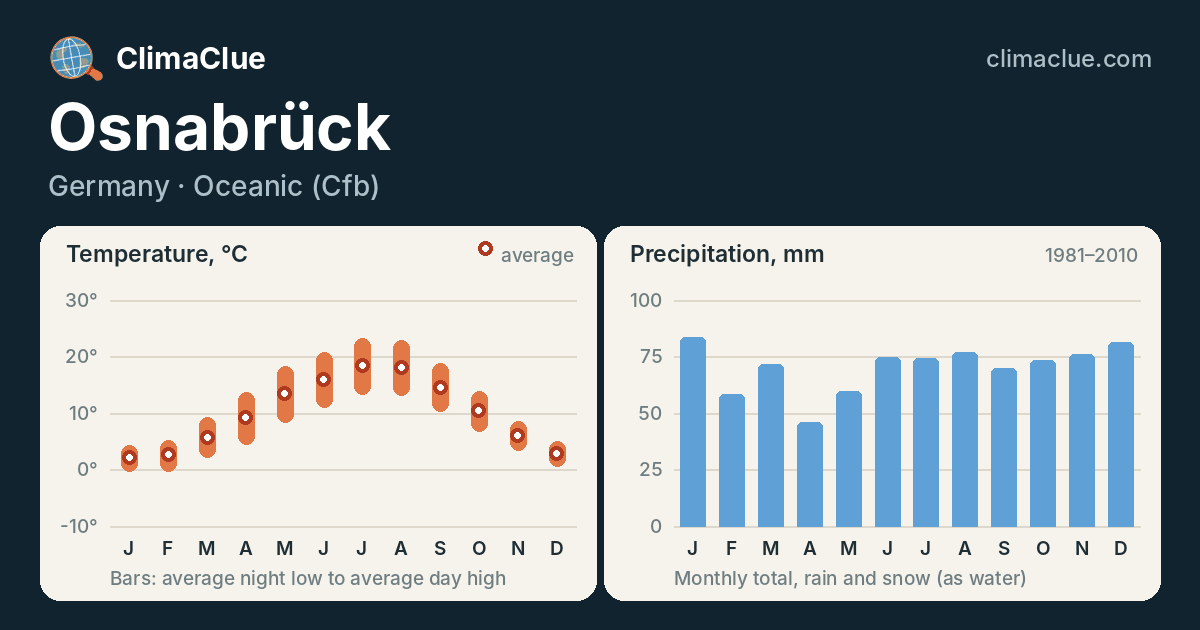 ClimaClue
climaclue.com
Osnabrück
Germany · Oceanic (Cfb)
Temperature, °C
average
30°
20°
10°
0°
-10°
J F M A M J J A S O N D
Bars: average night low to average day high
Precipitation, mm
1981–2010
100
75
50
25
0
J F M A M J J A S O N D
Monthly total, rain and snow (as water)